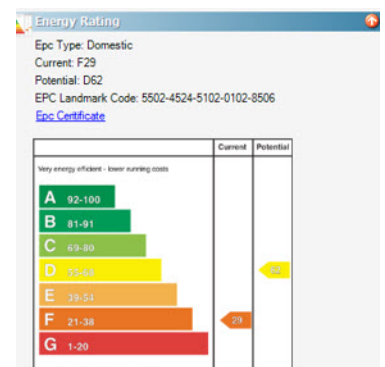 Energy Rating
Epc Type: Domestic
Current: F29
Potential: D62
EPC Landmark Code: 5502-4524-5102-0102-8506
Epc Certificate
Current Potential
Very energy efficient - lower running costs
A 92-100
B 81-91
C 69-80
D 55-68
E 39-54
F 21-38 29
G 1-20